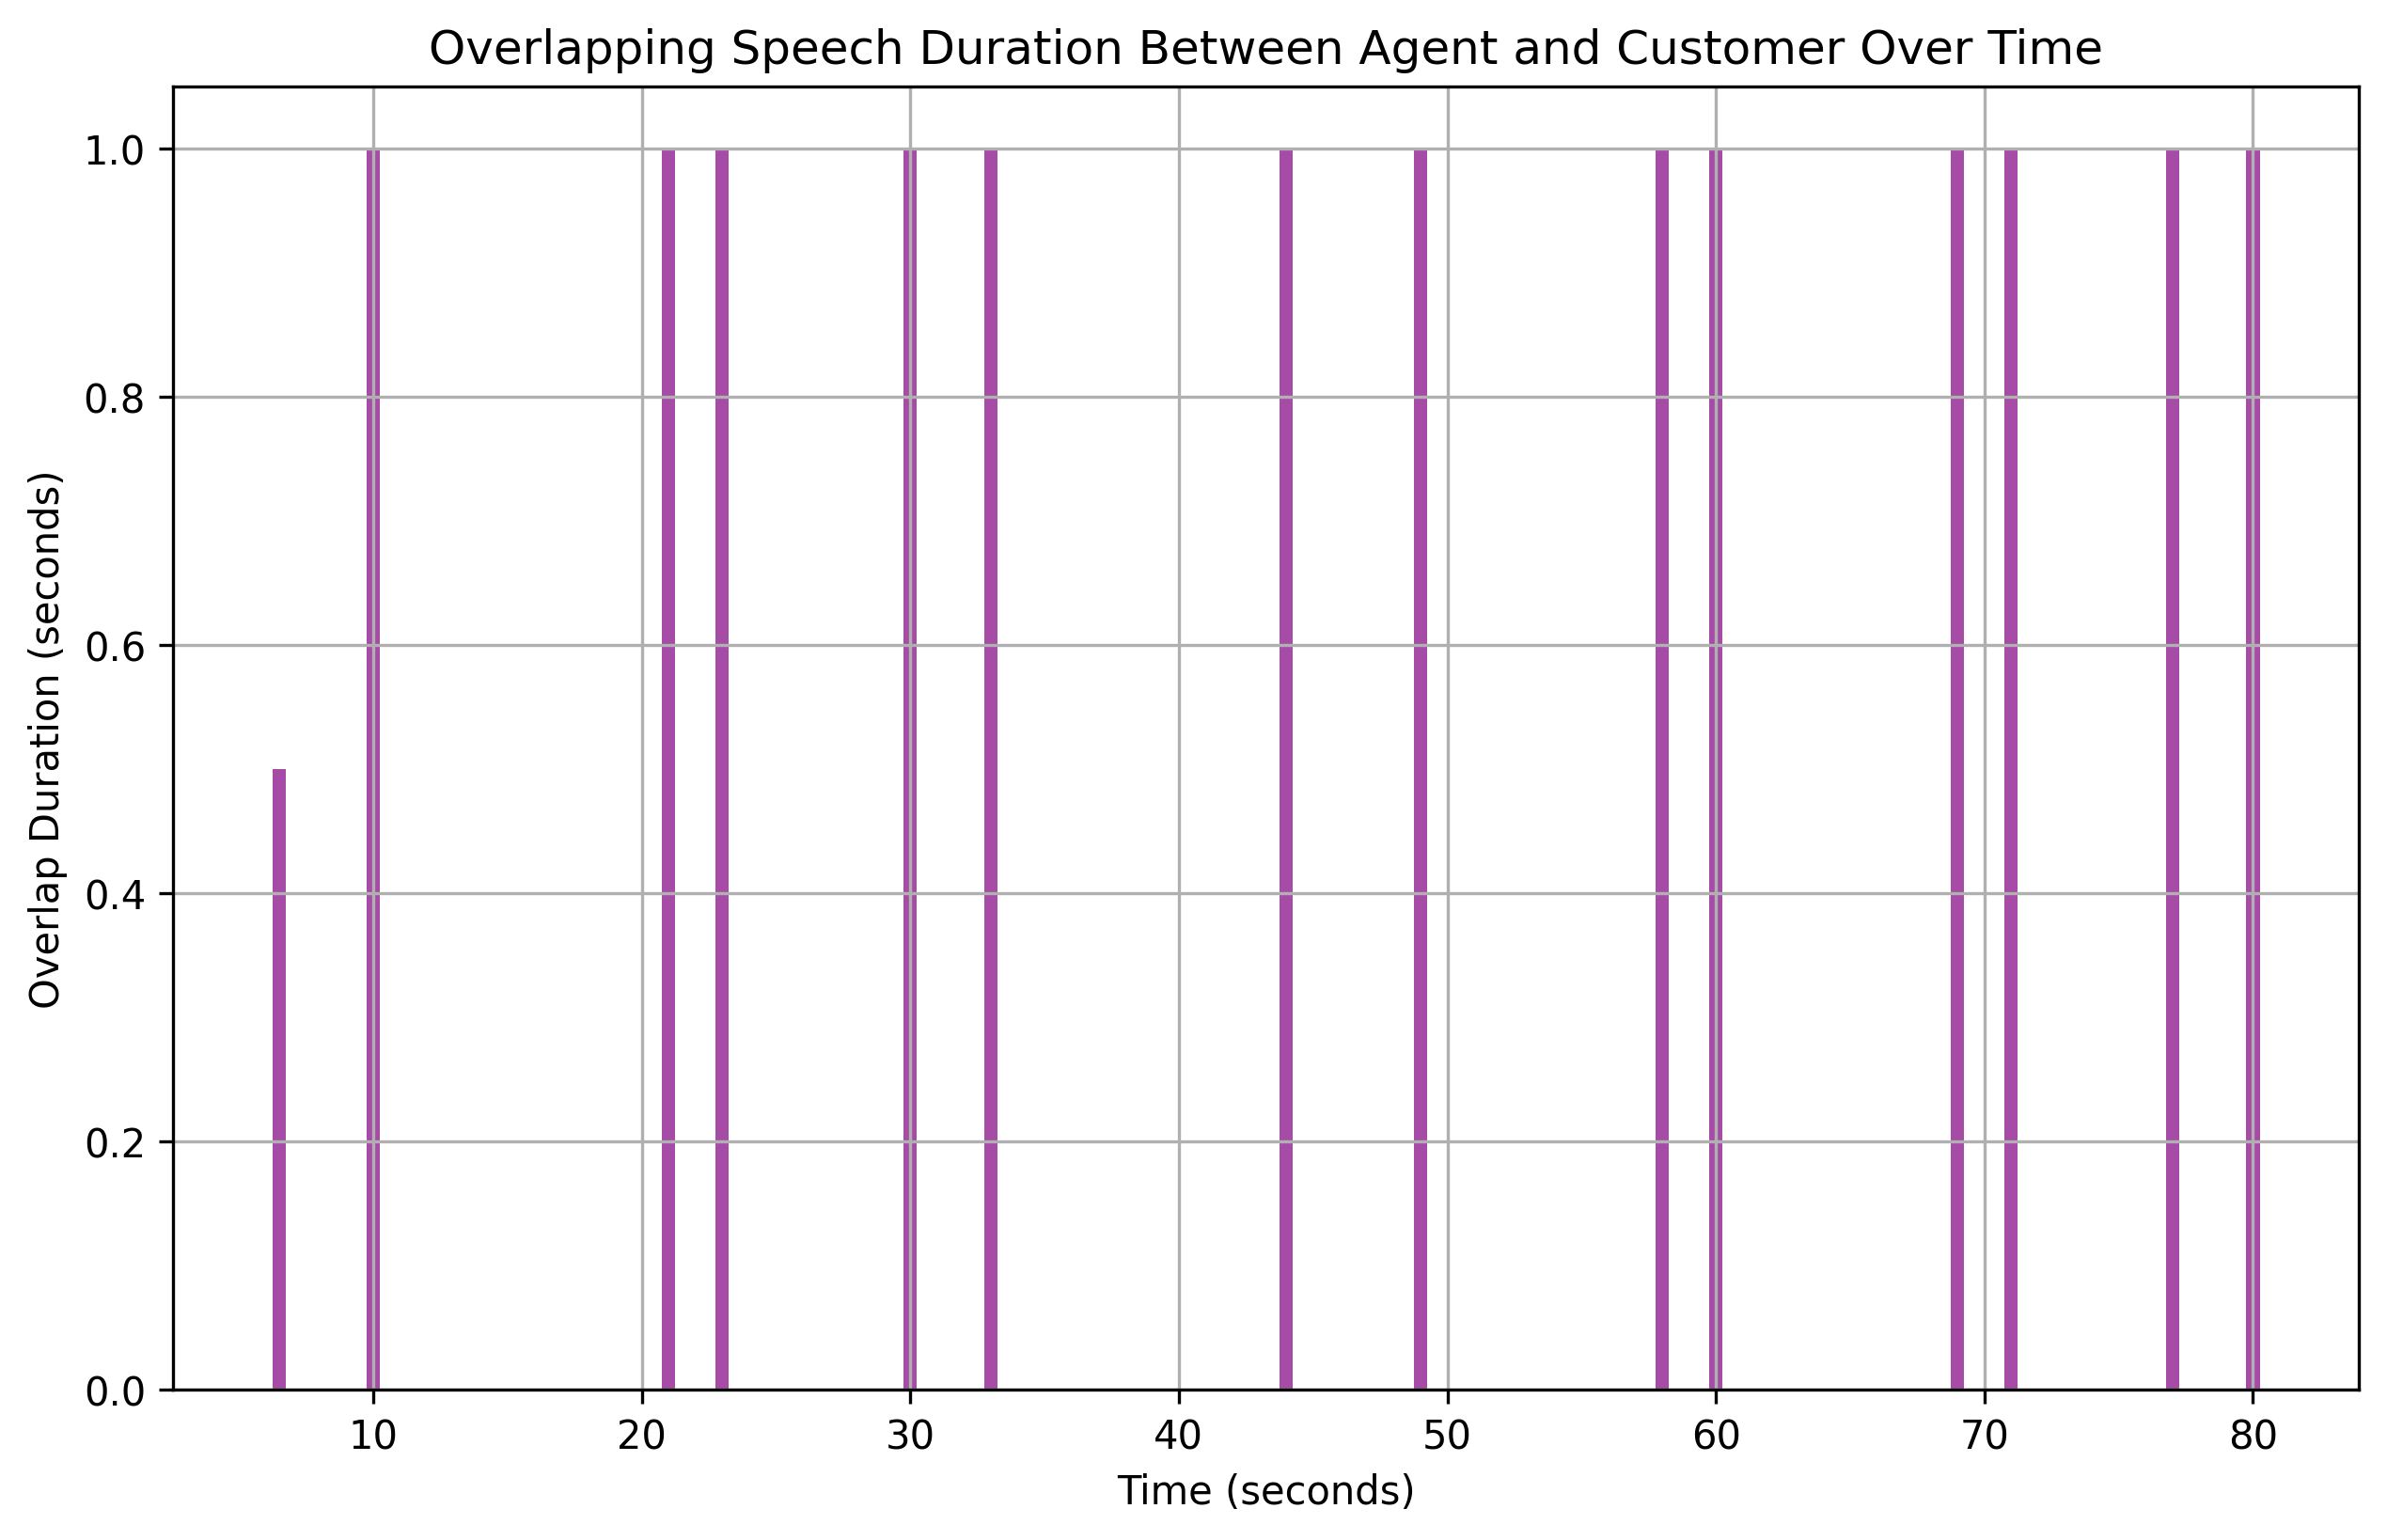 Overlapping Speech Duration Between Agent and Customer Over Time
Overlap Duration (seconds)
1.0
0.8
0.6
0.4
0.2
0.0
10 20 30 40 50 60 70 80
Time (seconds)